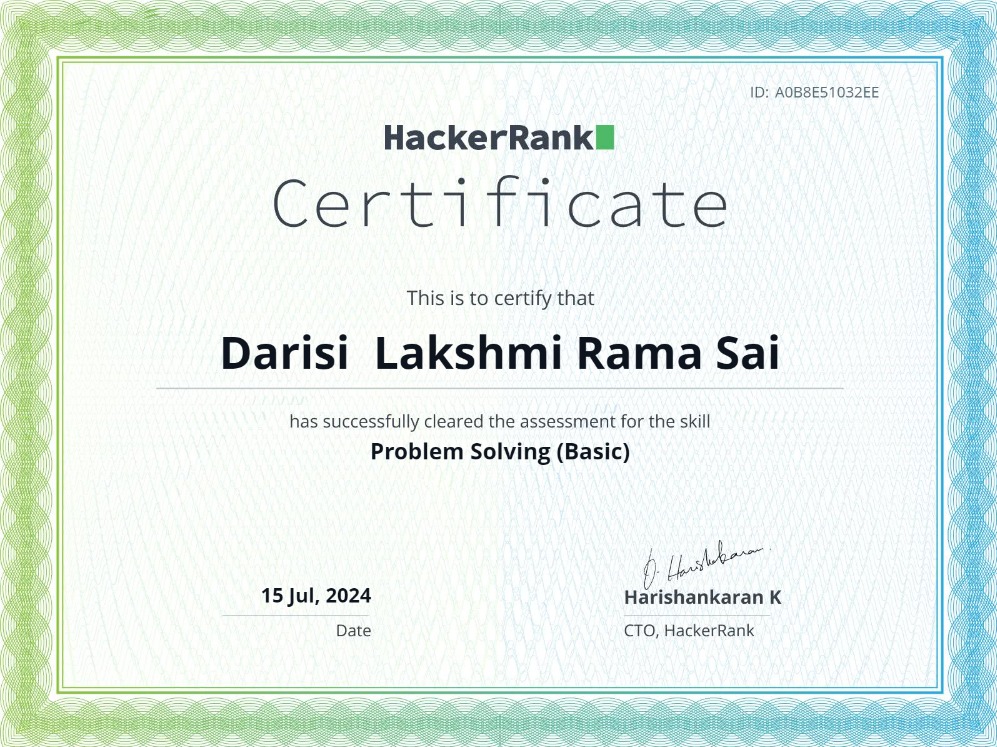 ID: A0B8E51032EE
HackerRank
Certificate
This is to certify that
Darisi  Lakshmi Rama Sai
has successfully cleared the assessment for the skill
Problem Solving (Basic)
15 Jul, 2024
Date
Harishankaran K
CTO, HackerRank